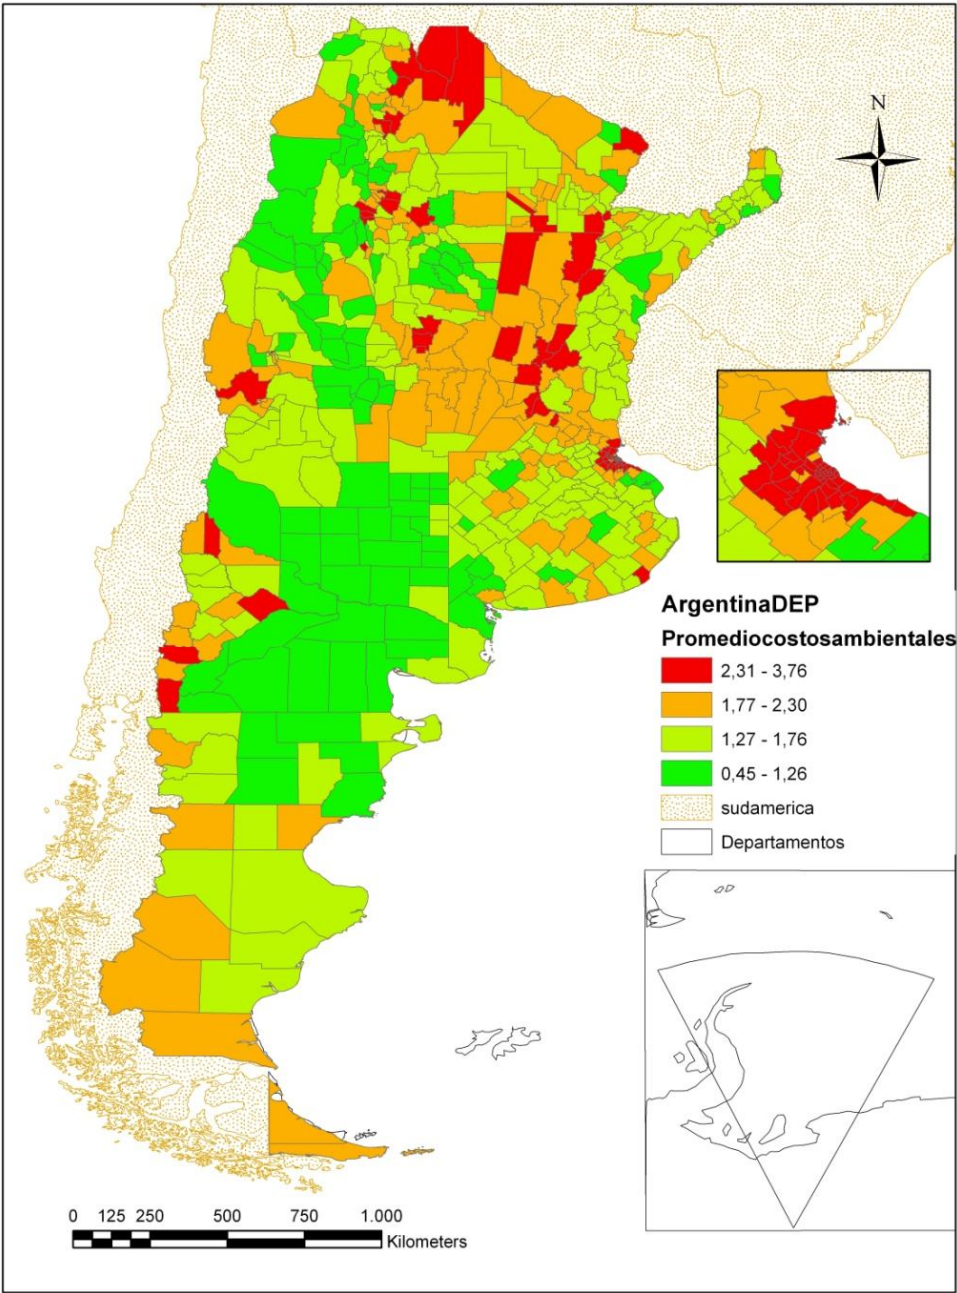 N
ArgentinaDEP
Promediocostosambientales
2,31 - 3,76
1,77 - 2,30
1,27 - 1,76
0,45 - 1,26
sudamerica
Departamentos
0 125 250 500 750 1.000
Kilometers